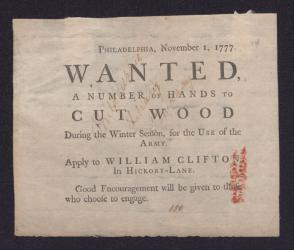 PHILADELPHIA, November 1, 1777.
WANTED,
A NUMBER OF HANDS TO
CUT WOOD
During the Winter Season, for the USE of the
ARMY.
Apply to WILLIAM CLIFTO
In HICKORY-LANE.
Good Encouragement will be given to those
who choose to engage.